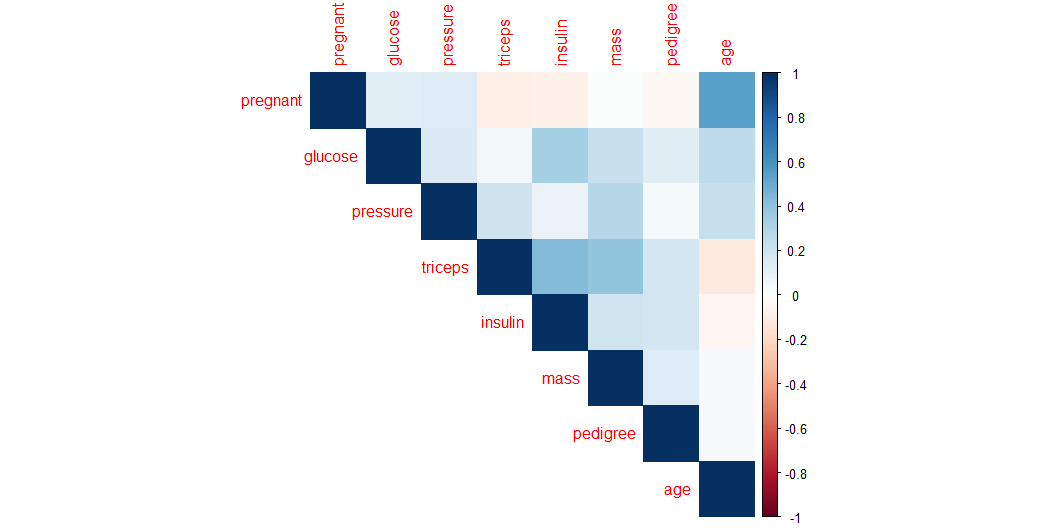 pregnant
glucose
pressure
triceps
insulin
mass
pedigree
age
pregnant
glucose
pressure
triceps
insulin
mass
pedigree
age
1
0.8
0.6
0.4
0.2
0
-0.2
-0.4
-0.6
-0.8
-1